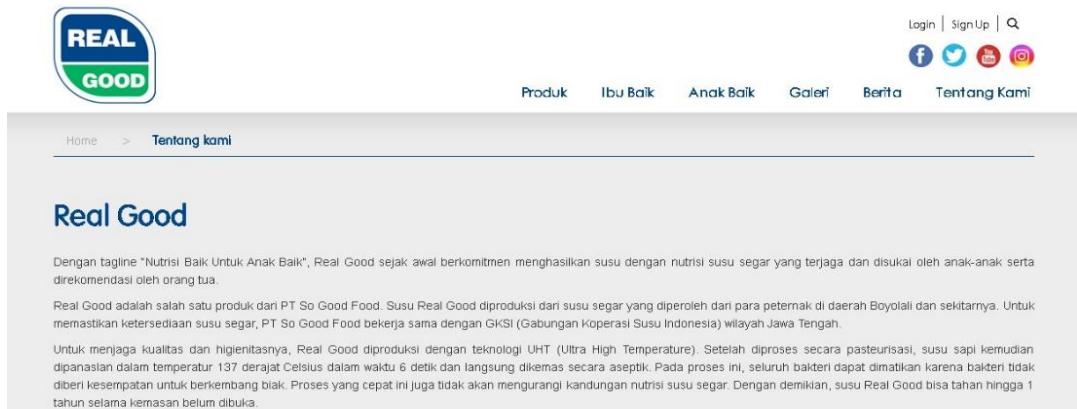 REAL
GOOD
Login | Sign Up |
Produk Ibu Baik Anak Baik Galeri Berita Tentang Kami
Home > Tentang kami
Real Good
Dengan tagline "Nutrisi Baik Untuk Anak Baik", Real Good sejak awal berkomitmen menghasilkan susu dengan nutrisi susu segar yang terjaga dan disukai oleh anak-anak serta
direkomendasi oleh orang tua.
Real Good adalah salah satu produk dari PT So Good Food. Susu Real Good diproduksi dari susu segar yang diperoleh dari para peternak di daerah Boyolali dan sekitarnya. Untuk
memastikan ketersediaan susu segar, PT So Good Food bekerja sama dengan GKSI (Gabungan Koperasi Susu Indonesia) wilayah Jawa Tengah.
Untuk menjaga kualitas dan higienitasnya, Real Good diproduksi dengan teknologi UHT (Ultra High Temperature). Setelah diproses secara pasteurisasi, susu sapi kemudian
dipanaslan dalam temperatur 137 derajat Celsius dalam waktu 6 detik dan langsung dikemas secara aseptik. Pada proses ini, seluruh bakteri dapat dimatikan karena bakteri tidak
diberi kesempatan untuk berkembang biak. Proses yang cepat ini juga tidak akan mengurangi kandungan nutrisi susu segar. Dengan demikian, susu Real Good bisa tahan hingga 1
tahun selama kemasan belum dibuka.